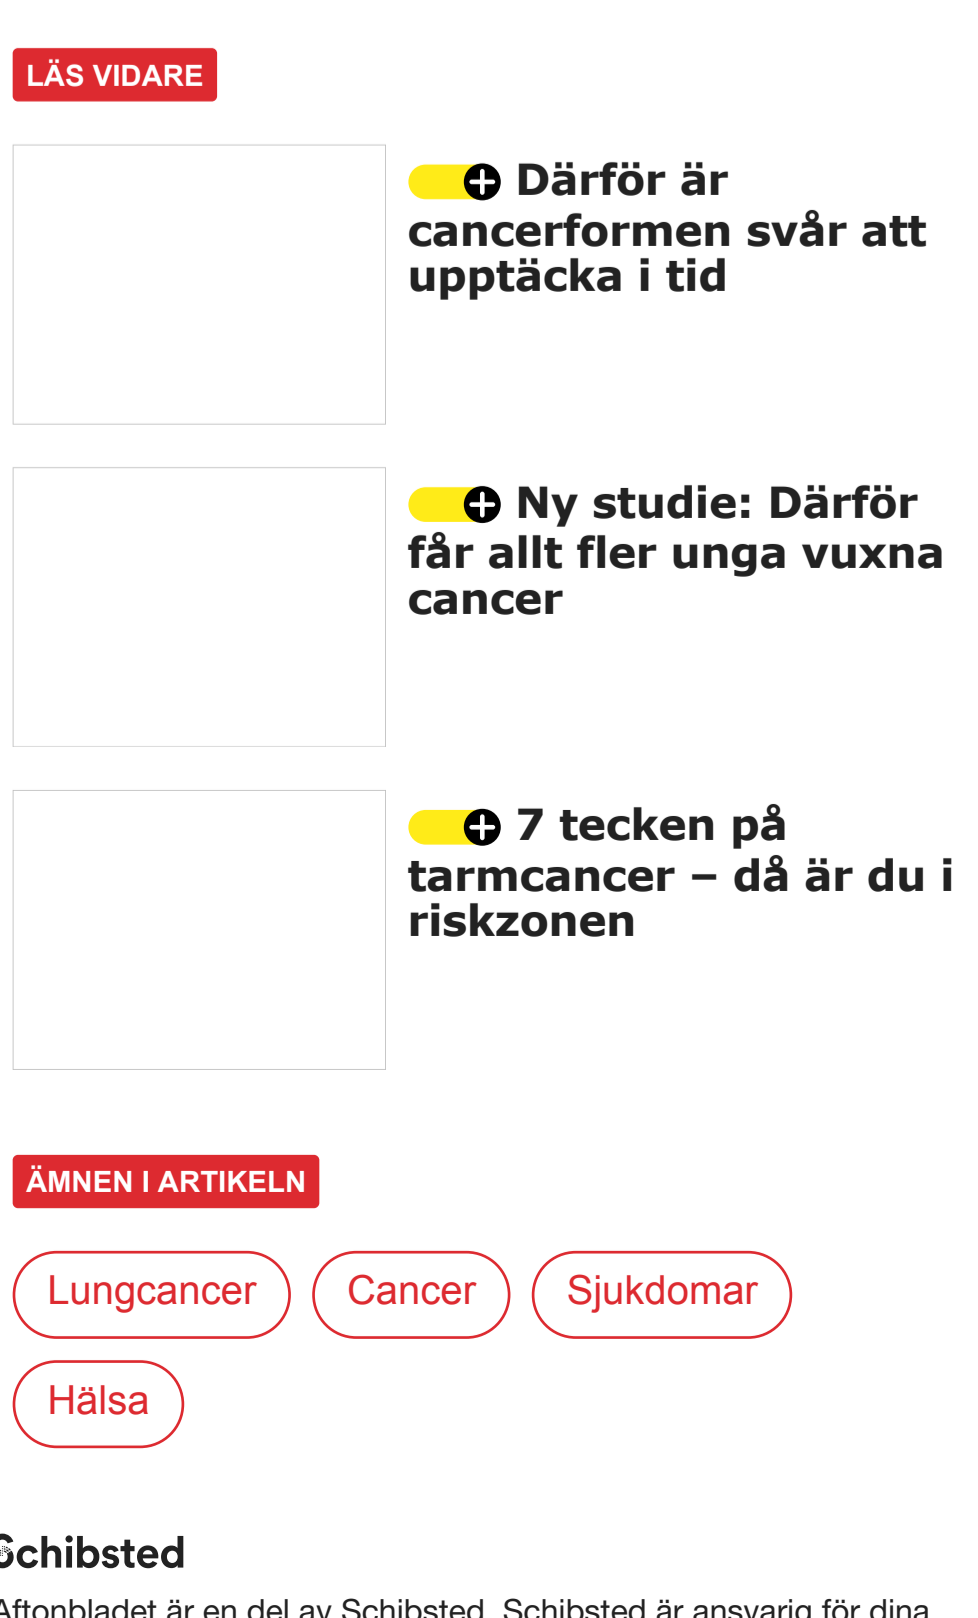 LÄS VIDARE
Därför är
cancerformen svår att
upptäcka i tid
Ny studie: Därför
får allt fler unga vuxna
cancer
7 tecken på
tarmcancer – då är du i
riskzonen
ÄMNEN I ARTIKELN
Lungcancer Cancer Sjukdomar
Hälsa
Schibsted
Aftonbladet är en del av Schibsted. Schibsted är ansvarig för dina